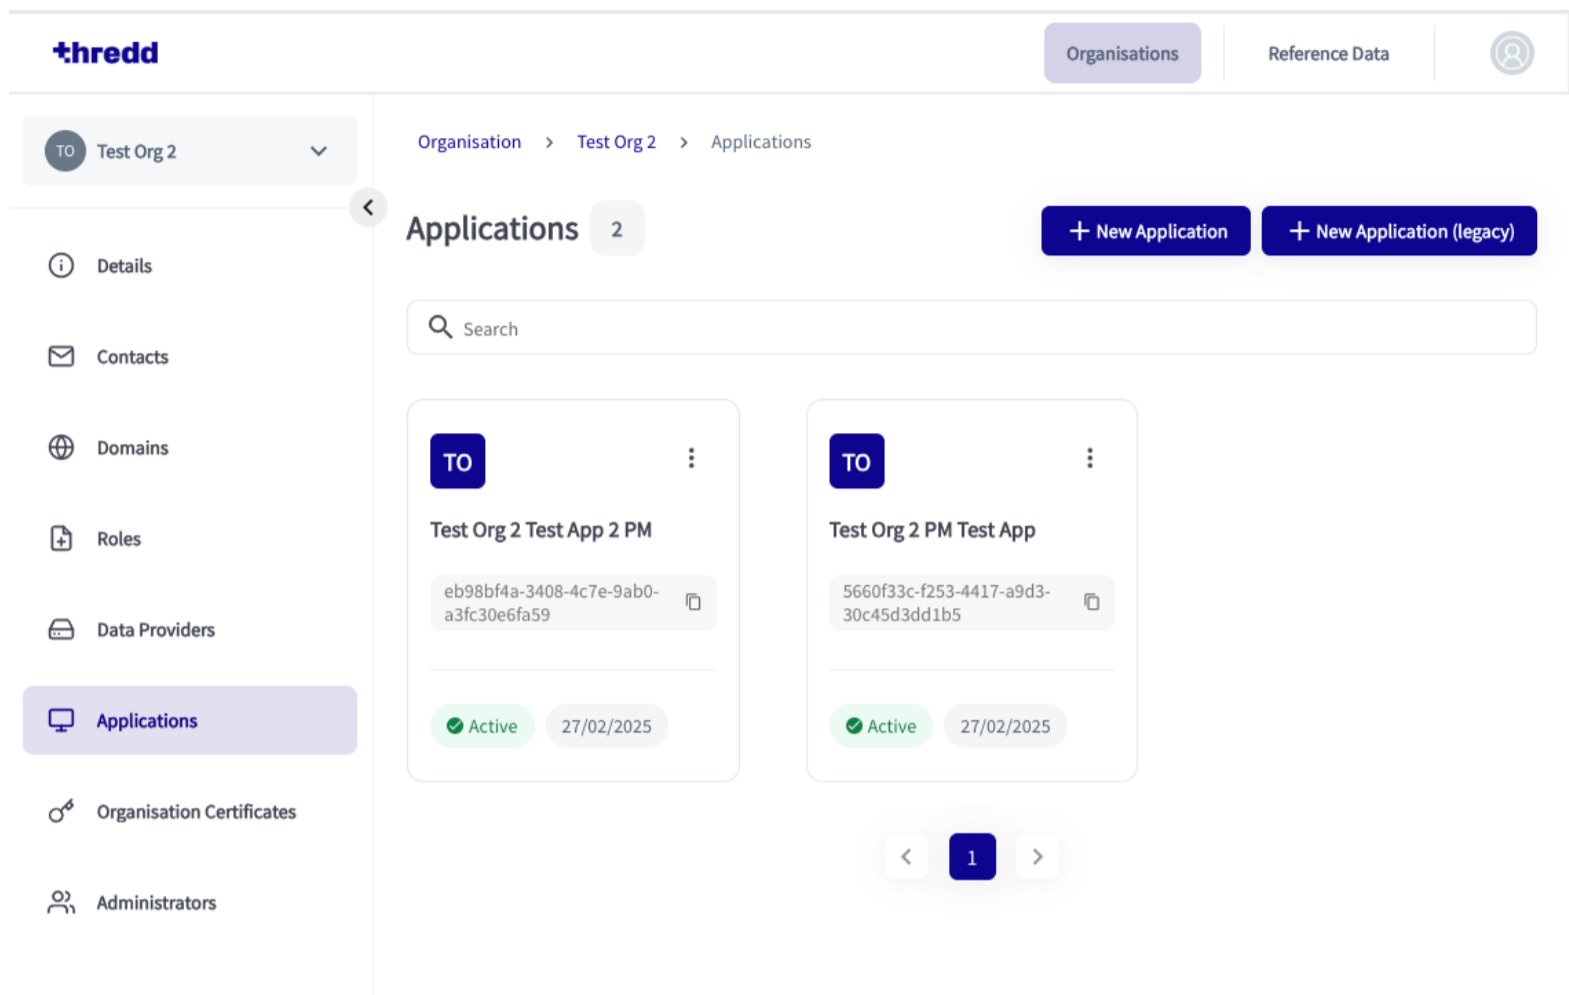 thredd
Organisations
Reference Data
TO
Test Org 2
Organisation > Test Org 2 > Applications
Applications 2
+ New Application
+ New Application (legacy)
Details
Search
Contacts
Domains
Roles
Data Providers
Applications
Organisation Certificates
Administrators
TO
Test Org 2 Test App 2 PM
eb98bf4a-3408-4c7e-9ab0-
a3fc30e6fa59
Active
27/02/2025
TO
Test Org 2 PM Test App
5660f33c-f253-4417-a9d3-
30c45d3dd1b5
Active
27/02/2025
1